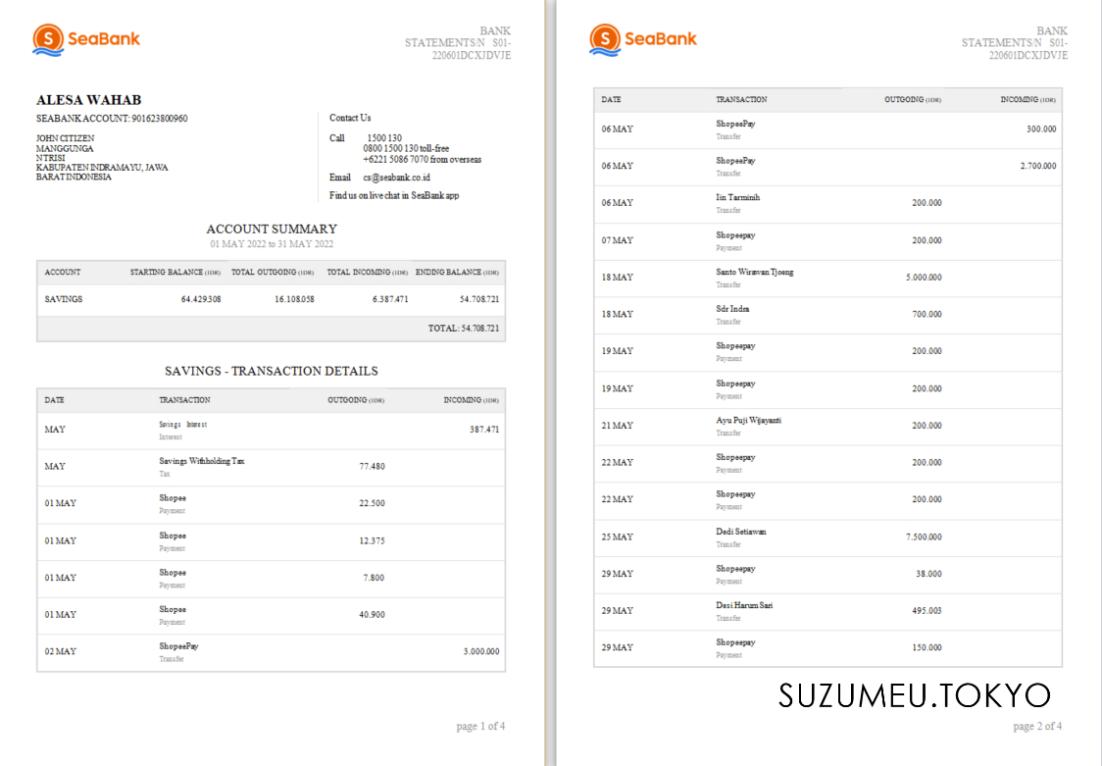 SeaBank
BANK
STATEMENTS/N S01-
220601DCXJDVJE
ALESA WAHAB
SEABANK ACCOUNT: 901623800960
JOHN CITIZEN
MANGGUNGA
NTRISI
KABUPATEN INDRAMAYU, JAWA
BARAT INDONESIA
Contact Us
Call 1500 130
0800 1500 130 toll-free
+6221 5086 7070 from overseas
Email cs@seabank.co.id
Find us on live chat in SeaBank app
ACCOUNT SUMMARY
01 MAY 2022 to 31 MAY 2022
ACCOUNT STARTING BALANCE (IDR) TOTAL OUTGOING (IDR) TOTAL INCOMING (IDR) ENDING BALANCE (IDR)
SAVINGS 64.429.308 16.108.058 6.387.471 54.708.721
TOTAL: 54.708.721
SAVINGS - TRANSACTION DETAILS
DATE TRANSACTION OUTGOING (IDR) INCOMING (IDR)
MAY Savings Interest 387.471
Interest
MAY Savings Withholding Tax 77.480
Tax
01 MAY Shopee 22.500
Payment
01 MAY Shopee 12.375
Payment
01 MAY Shopee 7.800
Payment
01 MAY Shopee 40.900
Payment
02 MAY ShopeePay 3.000.000
Transfer
page 1 of 4
SeaBank
BANK
STATEMENTS/N S01-
220601DCXJDVJE
DATE TRANSACTION OUTGOING (IDR) INCOMING (IDR)
06 MAY ShopeePay 300.000
Transfer
06 MAY ShopeePay 2.700.000
Transfer
06 MAY Iin Tarminih 200.000
Transfer
07 MAY Shopeepay 200.000
Payment
18 MAY Santo Wirawan Tjoeng 5.000.000
Transfer
18 MAY Sdr Indra 700.000
Transfer
19 MAY Shopeepay 200.000
Payment
19 MAY Shopeepay 200.000
Payment
21 MAY Ayu Puji Wijayanti 200.000
Transfer
22 MAY Shopeepay 200.000
Payment
22 MAY Shopeepay 200.000
Payment
25 MAY Dedi Setiawan 7.500.000
Transfer
29 MAY Shopeepay 38.000
Payment
29 MAY Desi Harum Sari 495.003
Transfer
29 MAY Shopeepay 150.000
Payment
SUZUMEU.TOKYO
page 2 of 4